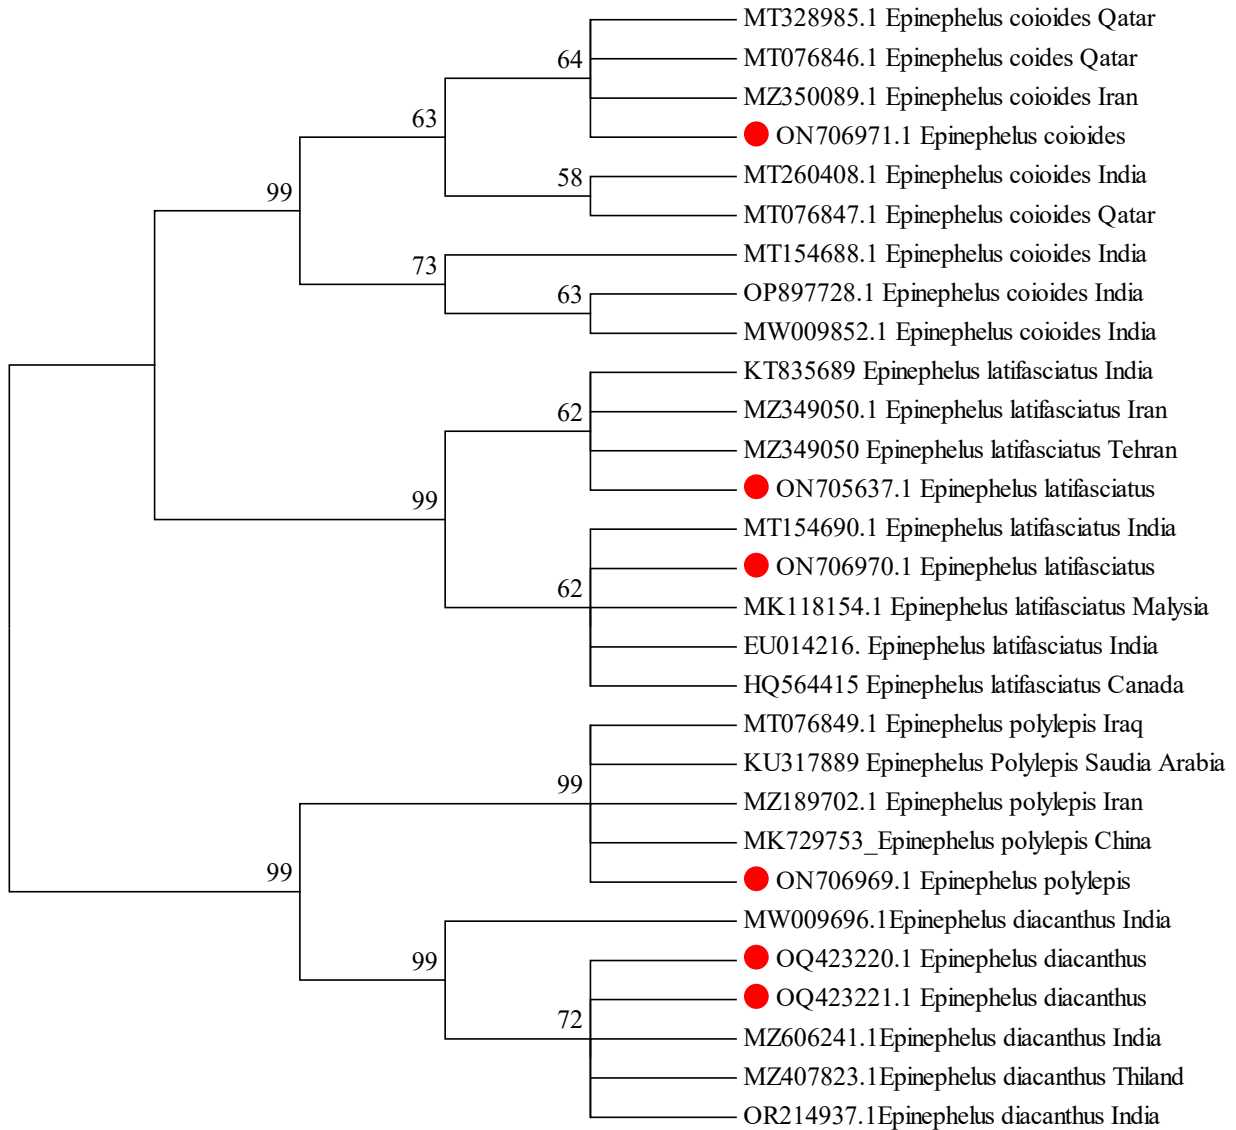 MT328985.1 Epinephelus coioides Qatar
64
MT076846.1 Epinephelus coides Qatar
MZ350089.1 Epinephelus coioides Iran
63
ON706971.1 Epinephelus coioides
58
MT260408.1 Epinephelus coioides India
99
MT076847.1 Epinephelus coioides Qatar
MT154688.1 Epinephelus coioides India
73
63
OP897728.1 Epinephelus coioides India
MW009852.1 Epinephelus coioides India
KT835689 Epinephelus latifasciatus India
62
MZ349050.1 Epinephelus latifasciatus Iran
MZ349050 Epinephelus latifasciatus Tehran
99
ON705637.1 Epinephelus latifasciatus
MT154690.1 Epinephelus latifasciatus India
ON706970.1 Epinephelus latifasciatus
62
MK118154.1 Epinephelus latifasciatus Malysia
EU014216. Epinephelus latifasciatus India
HQ564415 Epinephelus latifasciatus Canada
MT076849.1 Epinephelus polylepis Iraq
KU317889 Epinephelus Polylepis Saudia Arabia
99
MZ189702.1 Epinephelus polylepis Iran
MK729753_Epinephelus polylepis China
99
ON706969.1 Epinephelus polylepis
MW009696.1Epinephelus diacanthus India
99
OQ423220.1 Epinephelus diacanthus
OQ423221.1 Epinephelus diacanthus
72
MZ606241.1Epinephelus diacanthus India
MZ407823.1Epinephelus diacanthus Thiland
OR214937.1Epinephelus diacanthus India